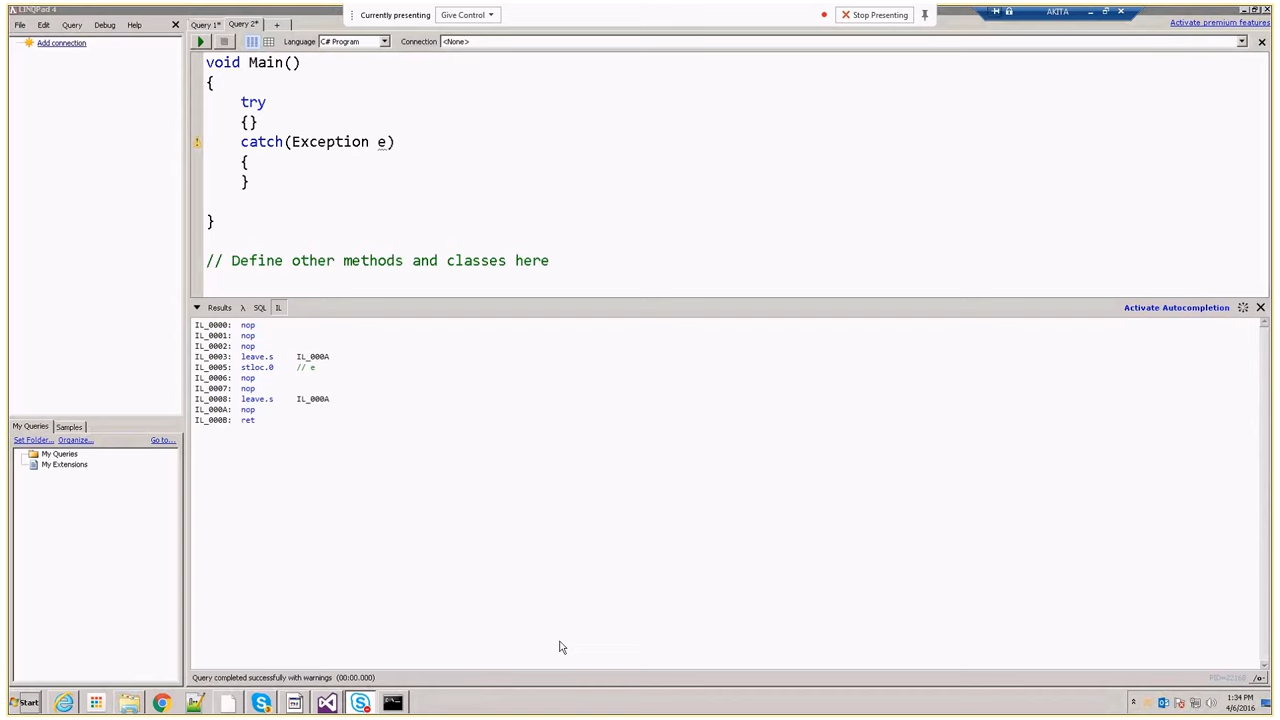 LINQPad 4
Currently presenting Give Control Stop Presenting
AKITA
File Edit Query Debug Help
Query 1* Query 2* +
Activate premium features
Add connection
Language C# Program Connection <None>
void Main()
{
try
{}
catch(Exception e)
{
}
}
// Define other methods and classes here
Results λ SQL IL
Activate Autocompletion
IL_0000: nop
IL_0001: nop
IL_0002: nop
IL_0003: leave.s IL_000A
IL_0005: stloc.0 // e
IL_0006: nop
IL_0007: nop
IL_0008: leave.s IL_000A
IL_000A: nop
IL_000B: ret
My Queries Samples
Set Folder... Organize... Go to...
My Queries
My Extensions
Query completed successfully with warnings (00:00.000)
PID=22168 /o-
Start
1:34 PM
4/6/2016